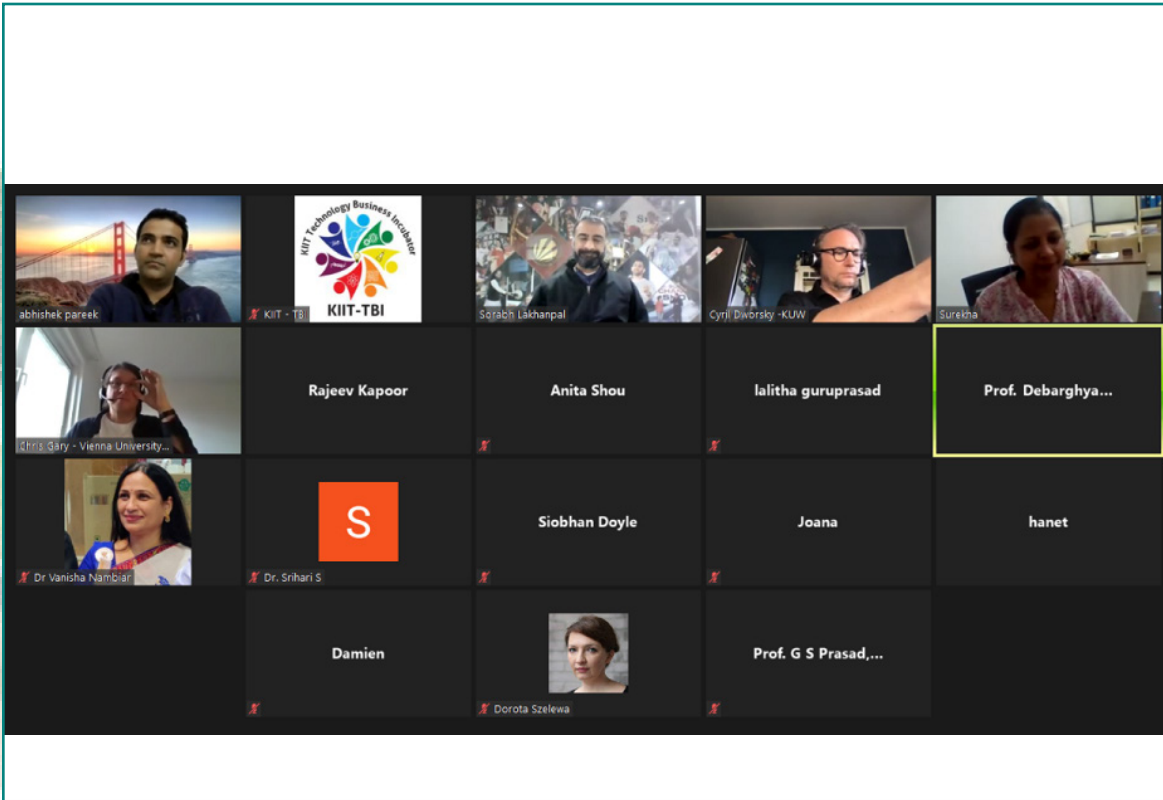 abhishek pareek
KIIT Technology Business Incubator
KIIT-TBI
KIIT - TBI
Sorabh Lakhanpal
Cyril Dworsky -KUW
Surekha
Chris Gary - Vienna University...
Rajeev Kapoor
Anita Shou
lalitha guruprasad
Prof. Debarghya...
Dr Vanisha Nambiar
S
Dr. Srihari S
Siobhan Doyle
Joana
hanet
Damien
Dorota Szelewa
Prof. G S Prasad,...